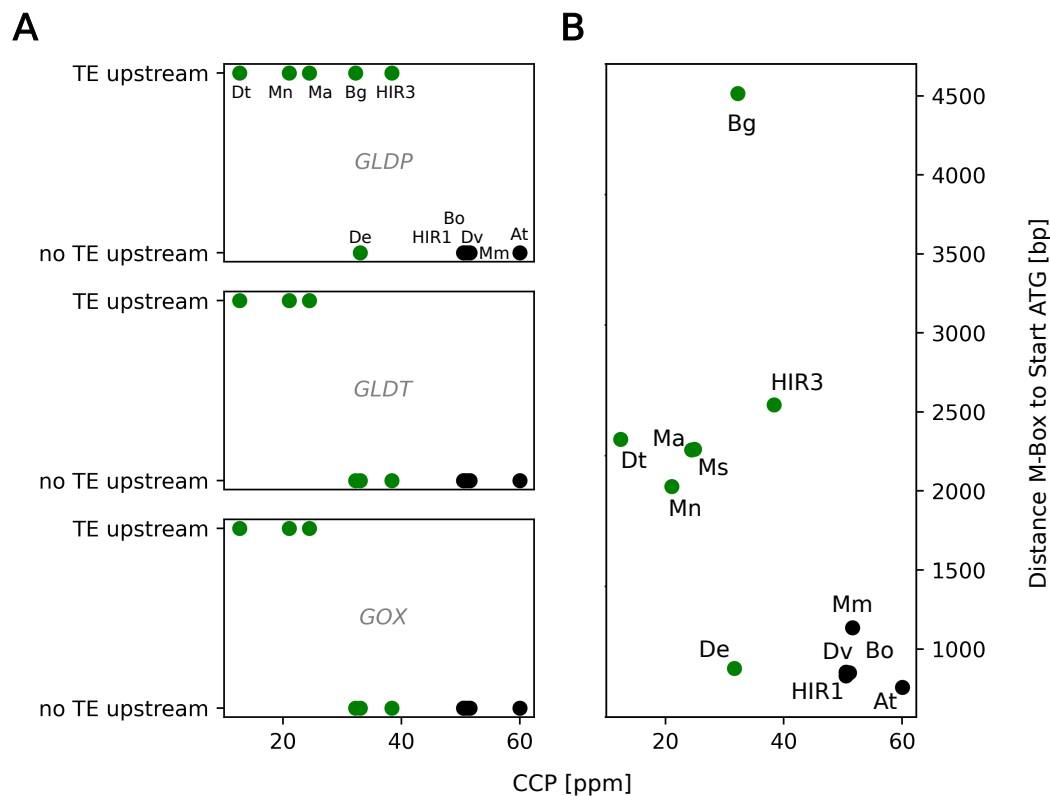 A
B
TE upstream
Dt Mn Ma Bg HIR3
GLDP
Bo
De HIR1 Dv At
no TE upstream
Mm
TE upstream
GLDT
no TE upstream
TE upstream
GOX
no TE upstream
20 40 60
4500
Bg
4000
3500
3000
HIR3
2500
Ma
Dt
Ms
2000
Mn
1500
Mm
De Dv Bo
1000
HIR1
At
20 40 60
Distance M-Box to Start ATG [bp]
CCP [ppm]